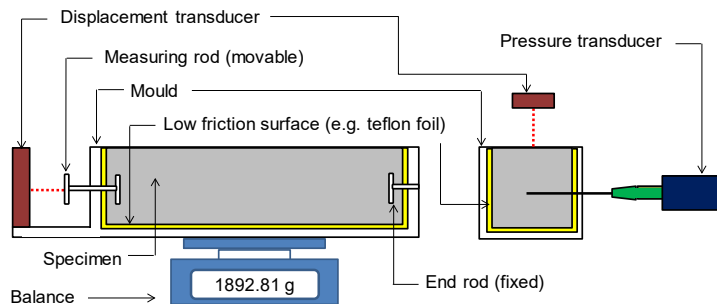 Displacement transducer
Pressure transducer
Measuring rod (movable)
Mould
Low friction surface (e.g. teflon foil)
Specimen
End rod (fixed)
1892.81 g
Balance